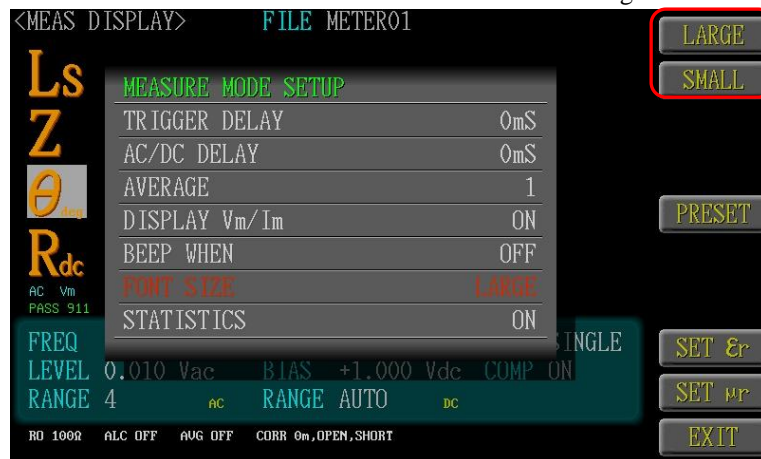 <MEAS DISPLAY> FILE METER01
LARGE
SMALL
Ls
Z
θ deg
Rdc
AC Vm
PASS 911
MEASURE MODE SETUP
TRIGGER DELAY 0mS
AC/DC DELAY 0mS
AVERAGE 1
DISPLAY Vm/Im ON
BEEP WHEN OFF
FONT SIZE LARGE
STATISTICS ON
PRESET
FREQ SINGLE
LEVEL 0.010 Vac BIAS +1.000 Vdc COMP ON
RANGE 4 AC RANGE AUTO DC
RO 100Ω ALC OFF AVG OFF CORR 0m,OPEN,SHORT
SET εr
SET μr
EXIT